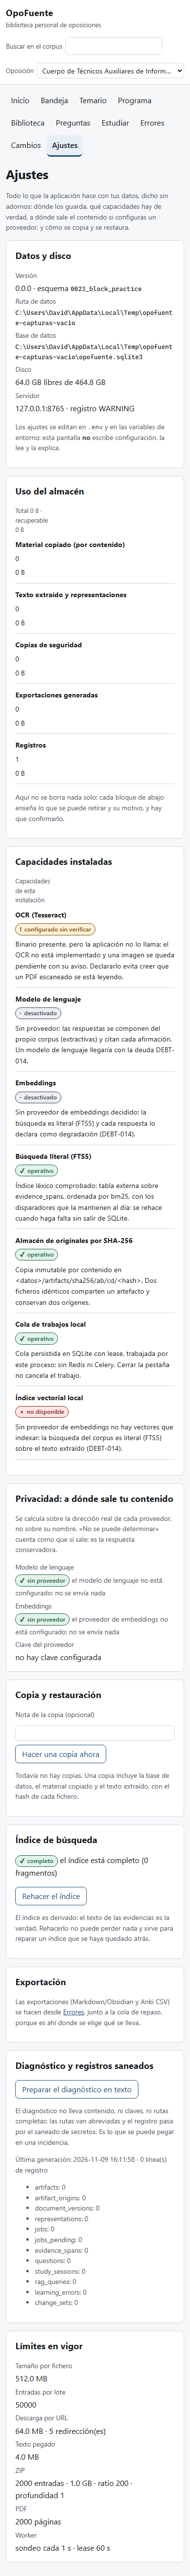 OpoFuente
biblioteca personal de oposiciones
Buscar en el corpus
Oposición Cuerpo de Técnicos Auxiliares de Inform...
Inicio Bandeja Temario Programa
Biblioteca Preguntas Estudiar Errores
Cambios Ajustes
Ajustes
Todo lo que la aplicación hace con tus datos, dicho sin
adornos: dónde los guarda, qué capacidades hay de
verdad, a dónde sale el contenido si configuras un
proveedor, y cómo se copia y se restaura.
Datos y disco
Versión
0.0.0 · esquema 0023_block_practice
Ruta de datos
C:\Users\David\AppData\Local\Temp\opofuent
e-capturas-vacio
Base de datos
C:\Users\David\AppData\Local\Temp\opofuent
e-capturas-vacio\opofuente.sqlite3
Disco
64.0 GB libres de 464.8 GB
Servidor
127.0.0.1:8765 · registro WARNING
Los ajustes se editan en .env y en las variables de
entorno: esta pantalla no escribe configuración, la
lee y la explica.
Uso del almacén
Total 0 B ·
recuperable
0 B
Material copiado (por contenido)
0
0 B
Texto extraído y representaciones
0
0 B
Copias de seguridad
0
0 B
Exportaciones generadas
0
0 B
Registros
1
0 B
Aquí no se borra nada solo: cada bloque de abajo
enseña lo que se puede retirar y su motivo, y hay
que confirmarlo.
Capacidades instaladas
Capacidades
de esta
instalación
OCR (Tesseract)
! configurado sin verificar
Binario presente, pero la aplicación no lo llama: el
OCR no está implementado y una imagen se queda
pendiente con su aviso. Declararlo evita creer que
un PDF escaneado se está leyendo.
Modelo de lenguaje
· desactivado
Sin proveedor: las respuestas se componen del
propio corpus (extractivas) y citan cada afirmación.
Un modelo de lenguaje llegaría con la deuda DEBT-
014.
Embeddings
· desactivado
Sin proveedor de embeddings decidido: la
búsqueda es literal (FTS5) y cada respuesta lo
declara como degradación (DEBT-014).
Búsqueda literal (FTS5)
✓ operativo
Índice léxico comprobado: tabla externa sobre
evidence_spans, ordenada por bm25, con los
disparadores que la mantienen al día; se rehace
cuando haga falta sin salir de SQLite.
Almacén de originales por SHA-256
✓ operativo
Copia inmutable por contenido en
<datos>/artifacts/sha256/ab/cd/<hash>. Dos
ficheros idénticos comparten un artefacto y
conservan dos orígenes.
Cola de trabajos local
✓ operativo
Cola persistida en SQLite con lease, trabajada por
este proceso; sin Redis ni Celery. Cerrar la pestaña
no cancela el trabajo.
Índice vectorial local
× no disponible
Sin proveedor de embeddings no hay vectores que
indexar: la búsqueda del corpus es literal (FTS5)
sobre el texto extraído (DEBT-014).
Privacidad: a dónde sale tu contenido
Se calcula sobre la dirección real de cada proveedor,
no sobre su nombre. «No se puede determinar»
cuenta como que sí sale: es la respuesta
conservadora.
Modelo de lenguaje
✓ sin proveedor el modelo de lenguaje no está
configurado: no se envía nada
Embeddings
✓ sin proveedor el proveedor de embeddings no
está configurado: no se envía nada
Clave del proveedor
no hay clave configurada
Copia y restauración
Nota de la copia (opcional)
Hacer una copia ahora
Todavía no hay copias. Una copia incluye la base de
datos, el material copiado y el texto extraído, con el
hash de cada fichero.
Índice de búsqueda
✓ completo el índice está completo (0
fragmentos)
Rehacer el índice
El índice es derivado: el texto de las evidencias es la
verdad. Rehacerlo no puede perder nada y sirve para
reparar un índice que se haya quedado atrás.
Exportación
Las exportaciones (Markdown/Obsidian y Anki CSV)
se hacen desde Errores, junto a la cola de repaso,
porque es ahí donde se elige qué se lleva.
Diagnóstico y registros saneados
Preparar el diagnóstico en texto
El diagnóstico no lleva contenido, ni claves, ni rutas
completas: las rutas van abreviadas y el registro pasa
por el saneado de secretos. Es lo que se puede pegar
en una incidencia.
Última generación: 2026-11-09 16:11:58 · 0 línea(s)
de registro
• artifacts: 0
• artifact_origins: 0
• document_versions: 0
• representations: 0
• jobs: 0
• jobs_pending: 0
• evidence_spans: 0
• questions: 0
• study_sessions: 0
• rag_queries: 0
• learning_errors: 0
• change_sets: 0
Límites en vigor
Tamaño por fichero
512.0 MB
Entradas por lote
50000
Descarga por URL
64.0 MB · 5 redirección(es)
Texto pegado
4.0 MB
ZIP
2000 entradas · 1.0 GB · ratio 200 ·
profundidad 1
PDF
2000 páginas
Worker
sondeo cada 1 s · lease 60 s